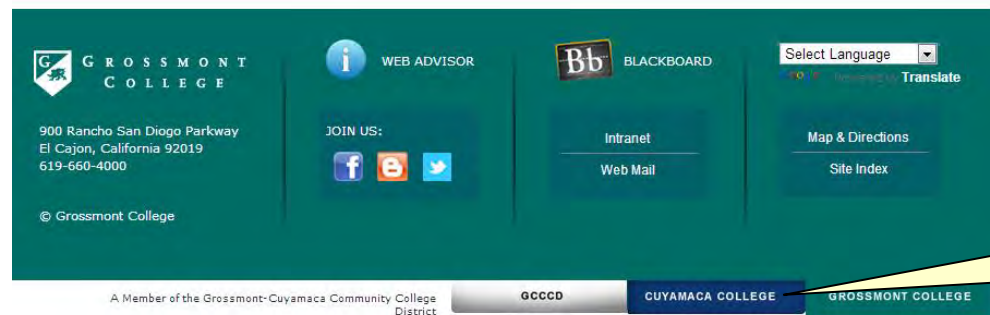 GROSSMONT
COLLEGE
900 Rancho San Diogo Parkway
El Cajon, California 92019
619-660-4000
© Grossmont College
WEB ADVISOR
JOIN US:
Bb
BLACKBOARD
Intranet
Web Mail
Select Language
Translate
Map & Directions
Site Index
A Member of the Grossmont-Cuyamaca Community College
District
GCCCD
CUYAMACA COLLEGE
GROSSMONT COLLEGE